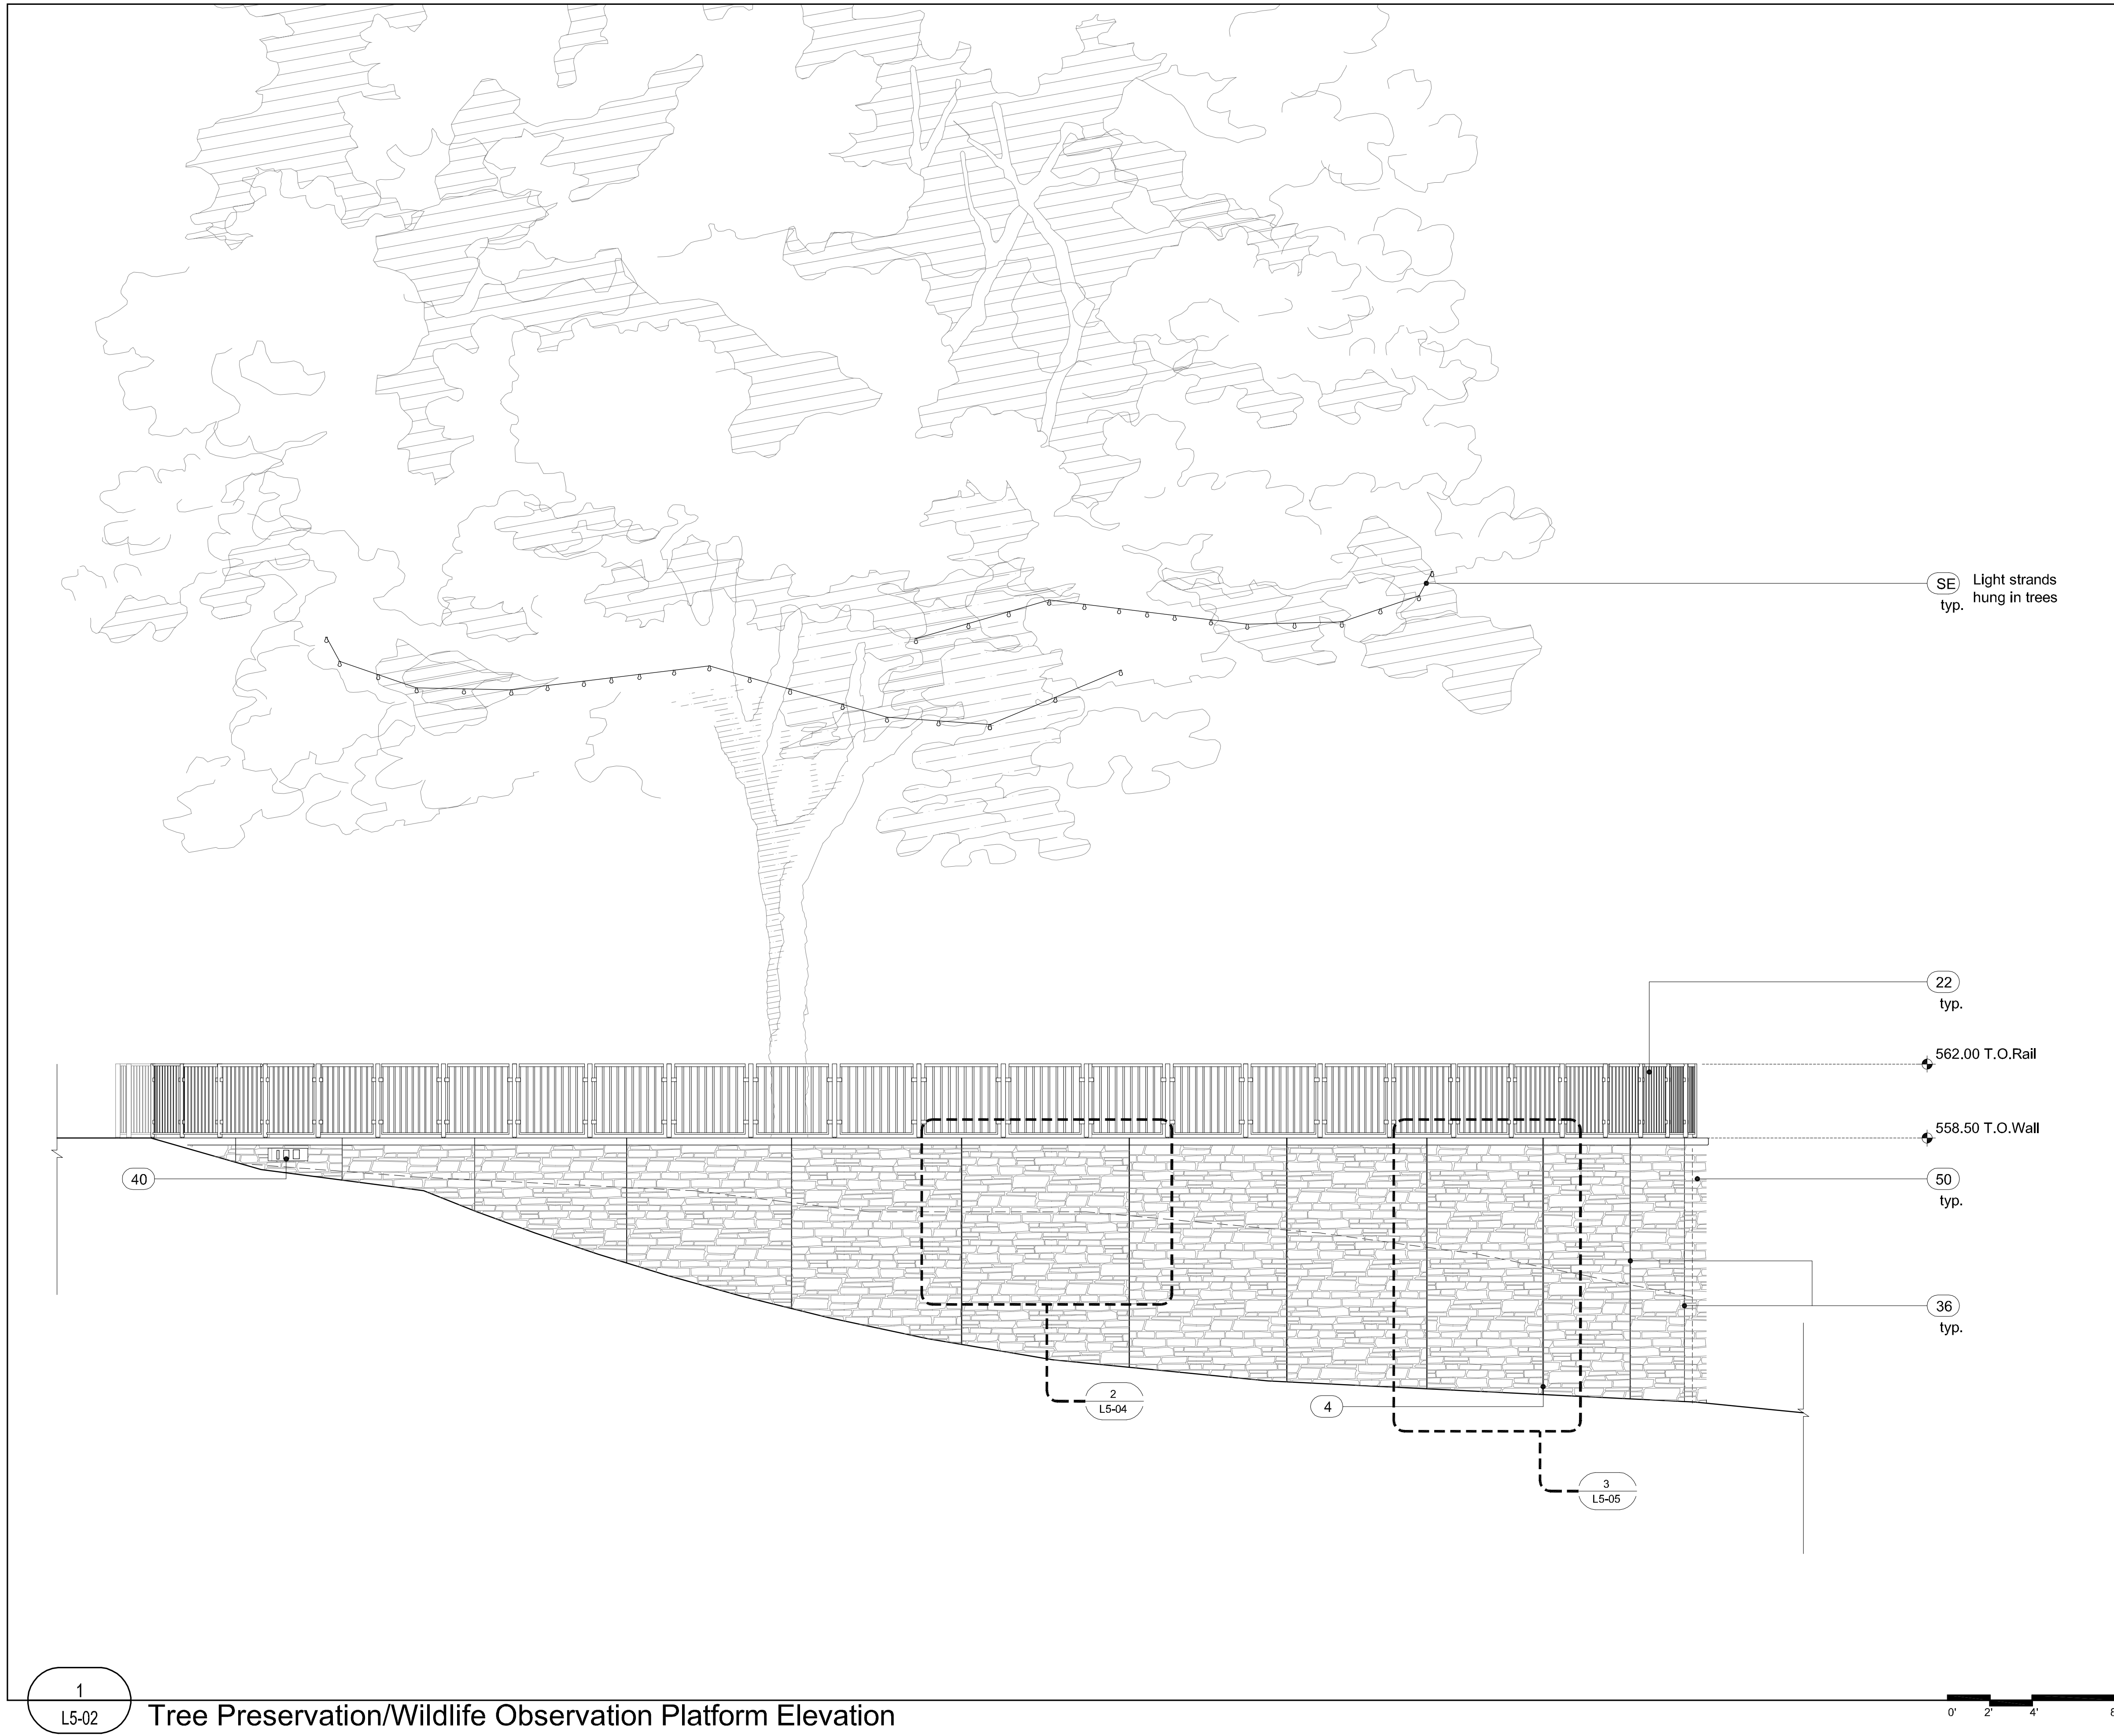 SE
Light strands
hung in trees
typ.
22
typ.
562.00 T.O.Rail
558.50 T.O.Wall
40
50
typ.
36
typ.
2
L5-04
4
3
L5-05
1
L5-02
Tree Preservation/Wildlife Observation Platform Elevation
0' 2' 4' 8